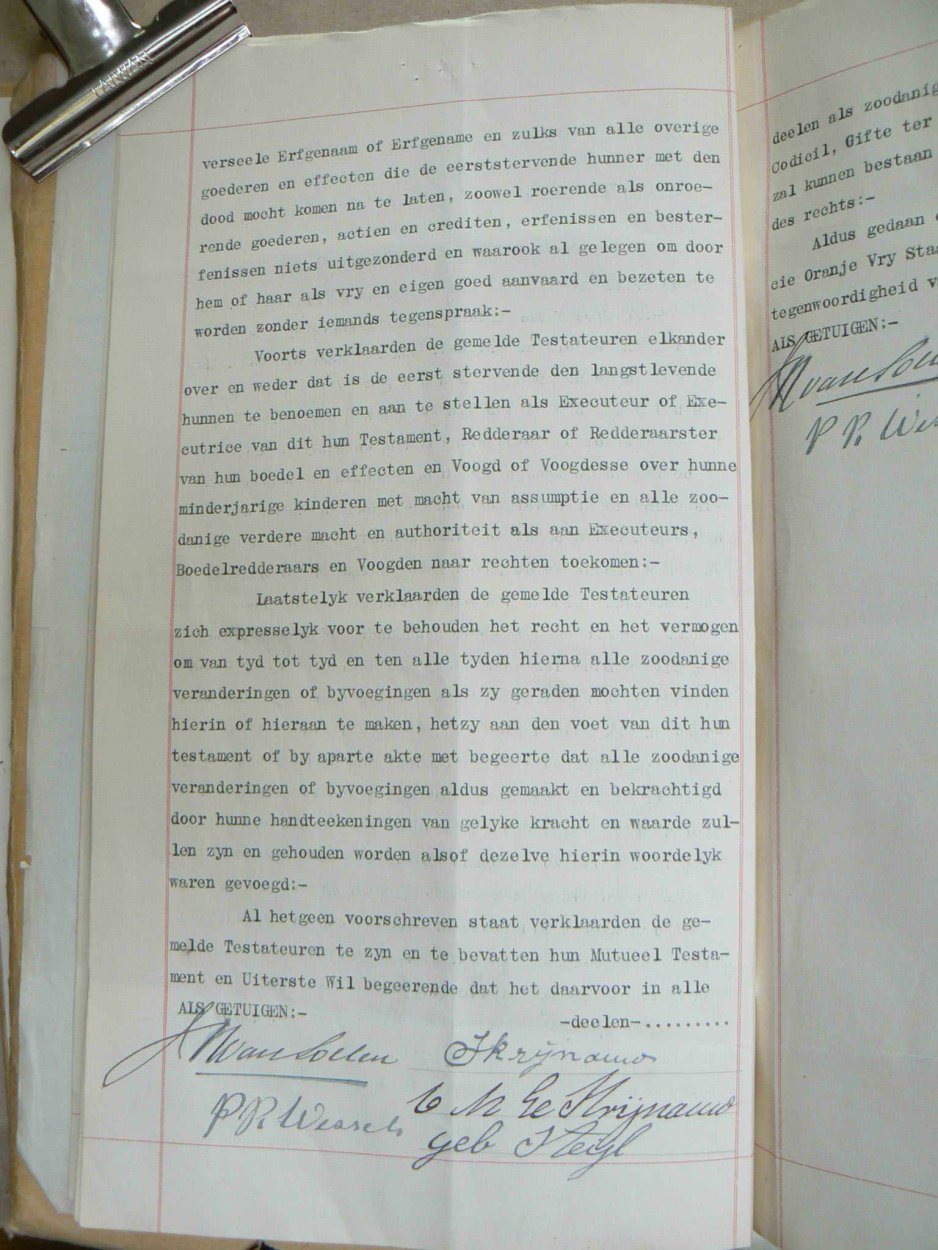 verseele Erfgenaam of Erfgename en zulks van alle overige
goederen en effecten die de eerststervende hunner met den
dood mocht komen na te laten, zoowel roerende als onroe-
rende goederen, actien en crediten, erfenissen en bester-
fenissen niets uitgezonderd en waarook al gelegen om door
hem of haar als vry en eigen goed aanvaard en bezeten te
worden zonder iemands tegenspraak:-
Voorts verklaarden de gemelde Testateuren elkander
over en weder dat is de eerst stervende den langstlevende
hunnen te benoemen en aan te stellen als Executeur of Exe-
cutrice van dit hun Testament, Redderaar of Redderaarster
van hun boedel en effecten en Voogd of Voogdesse over hunne
minderjarige kinderen met macht van assumptie en alle zoo-
danige verdere macht en authoriteit als aan Executeurs,
Boedelredderaars en Voogden naar rechten toekomen:-
Laatstelyk verklaarden de gemelde Testateuren
zich expresselyk voor te behouden het recht en het vermogen
om van tyd tot tyd en ten alle tyden hierna alle zoodanige
veranderingen of byvoegingen als zy geraden mochten vinden
hierin of hieraan te maken, hetzy aan den voet van dit hun
testament of by aparte akte met begeerte dat alle zoodanige
veranderingen of byvoegingen aldus gemaakt en bekrachtigd
door hunne handteekeningen van gelyke kracht en waarde zul-
len zyn en gehouden worden alsof dezelve hierin woordelyk
waren gevoegd:-
Al hetgeen voorschreven staat verklaarden de ge-
melde Testateuren te zyn en te bevatten hun Mutueel Testa-
ment en Uiterste Wil begeerende dat het daarvoor in alle
ALS GETUIGEN:-
-deelen-.........
P R Wessels
geb Steyl
deelen als zoodanig
Codicil, Gifte ter
zal kunnen bestaan
des rechts:-
Aldus gedaan
cie Oranje Vry Staa
tegenwoordigheid v
ALS GETUIGEN:-
P R. Wes